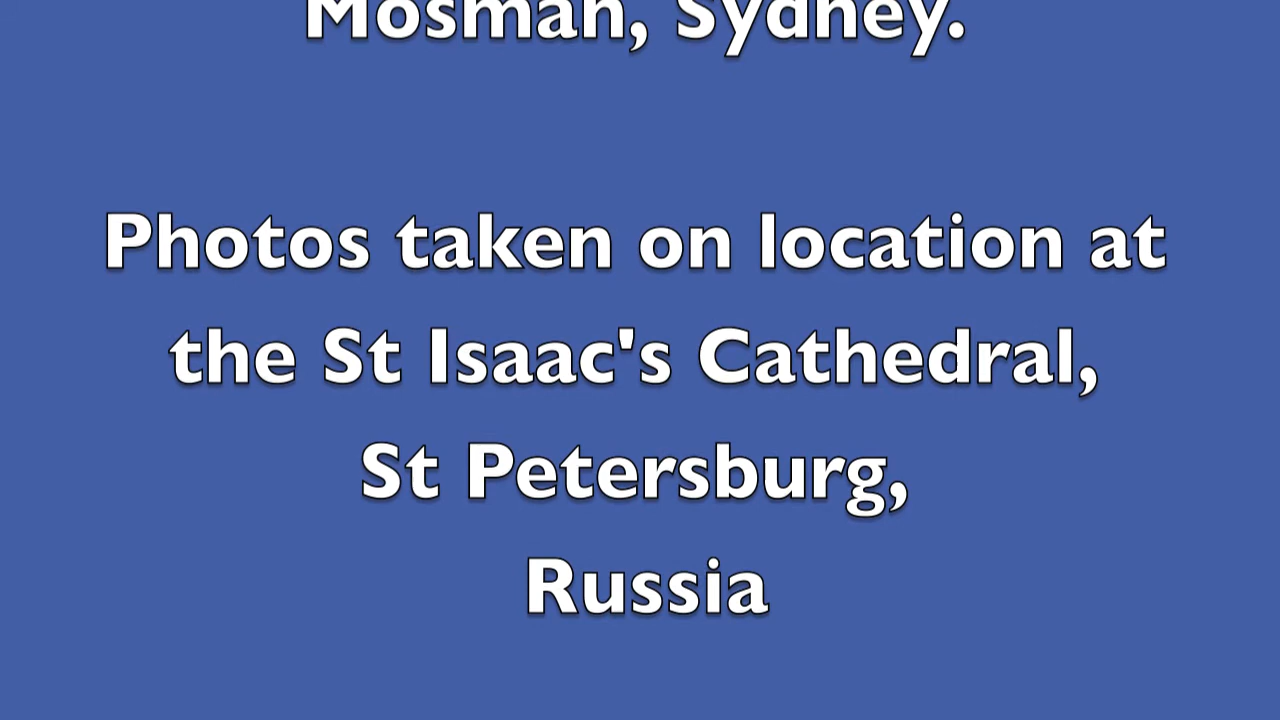 Mosman, Sydney.
Photos taken on location at
the St Isaac's Cathedral,
St Petersburg,
Russia